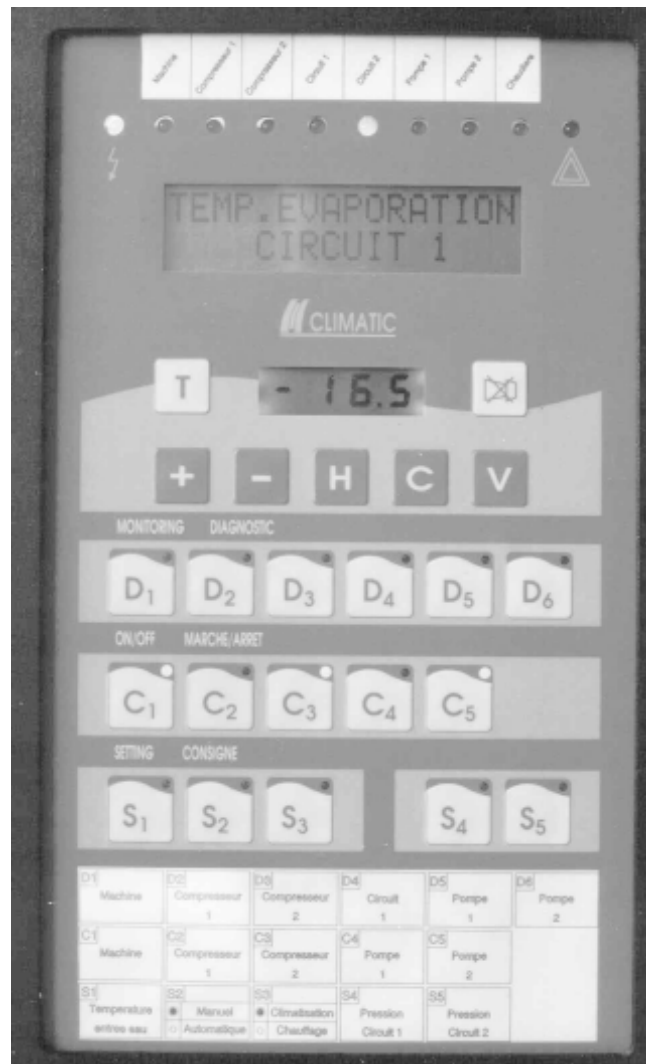 Machine
Compresseur 1
Compresseur 2
Circuit 1
Circuit 2
Pompe 1
Pompe 2
Chaudiere
TEMP.EVAPORATION
CIRCUIT 1
CLIMATIC
T
-16.5
+ - H C V
MONITORING DIAGNOSTIC
D1 D2 D3 D4 D5 D6
ON/OFF MARCHE/ARRET
C1 C2 C3 C4 C5
SETTING CONSIGNE
S1 S2 S3 S4 S5
D1 Machine
D2 Compresseur
1
D3 Compresseur
2
D4 Circuit
1
D5 Pompe
1
D6 Pompe
2
C1 Machine
C2 Compresseur
1
C3 Compresseur
2
C4 Pompe
1
C5 Pompe
2
S1 Temperature
entree eau
S2 Manuel
Automatique
S3 Climatisation
Chauffage
S4 Pression
Circuit 1
S5 Pression
Circuit 2